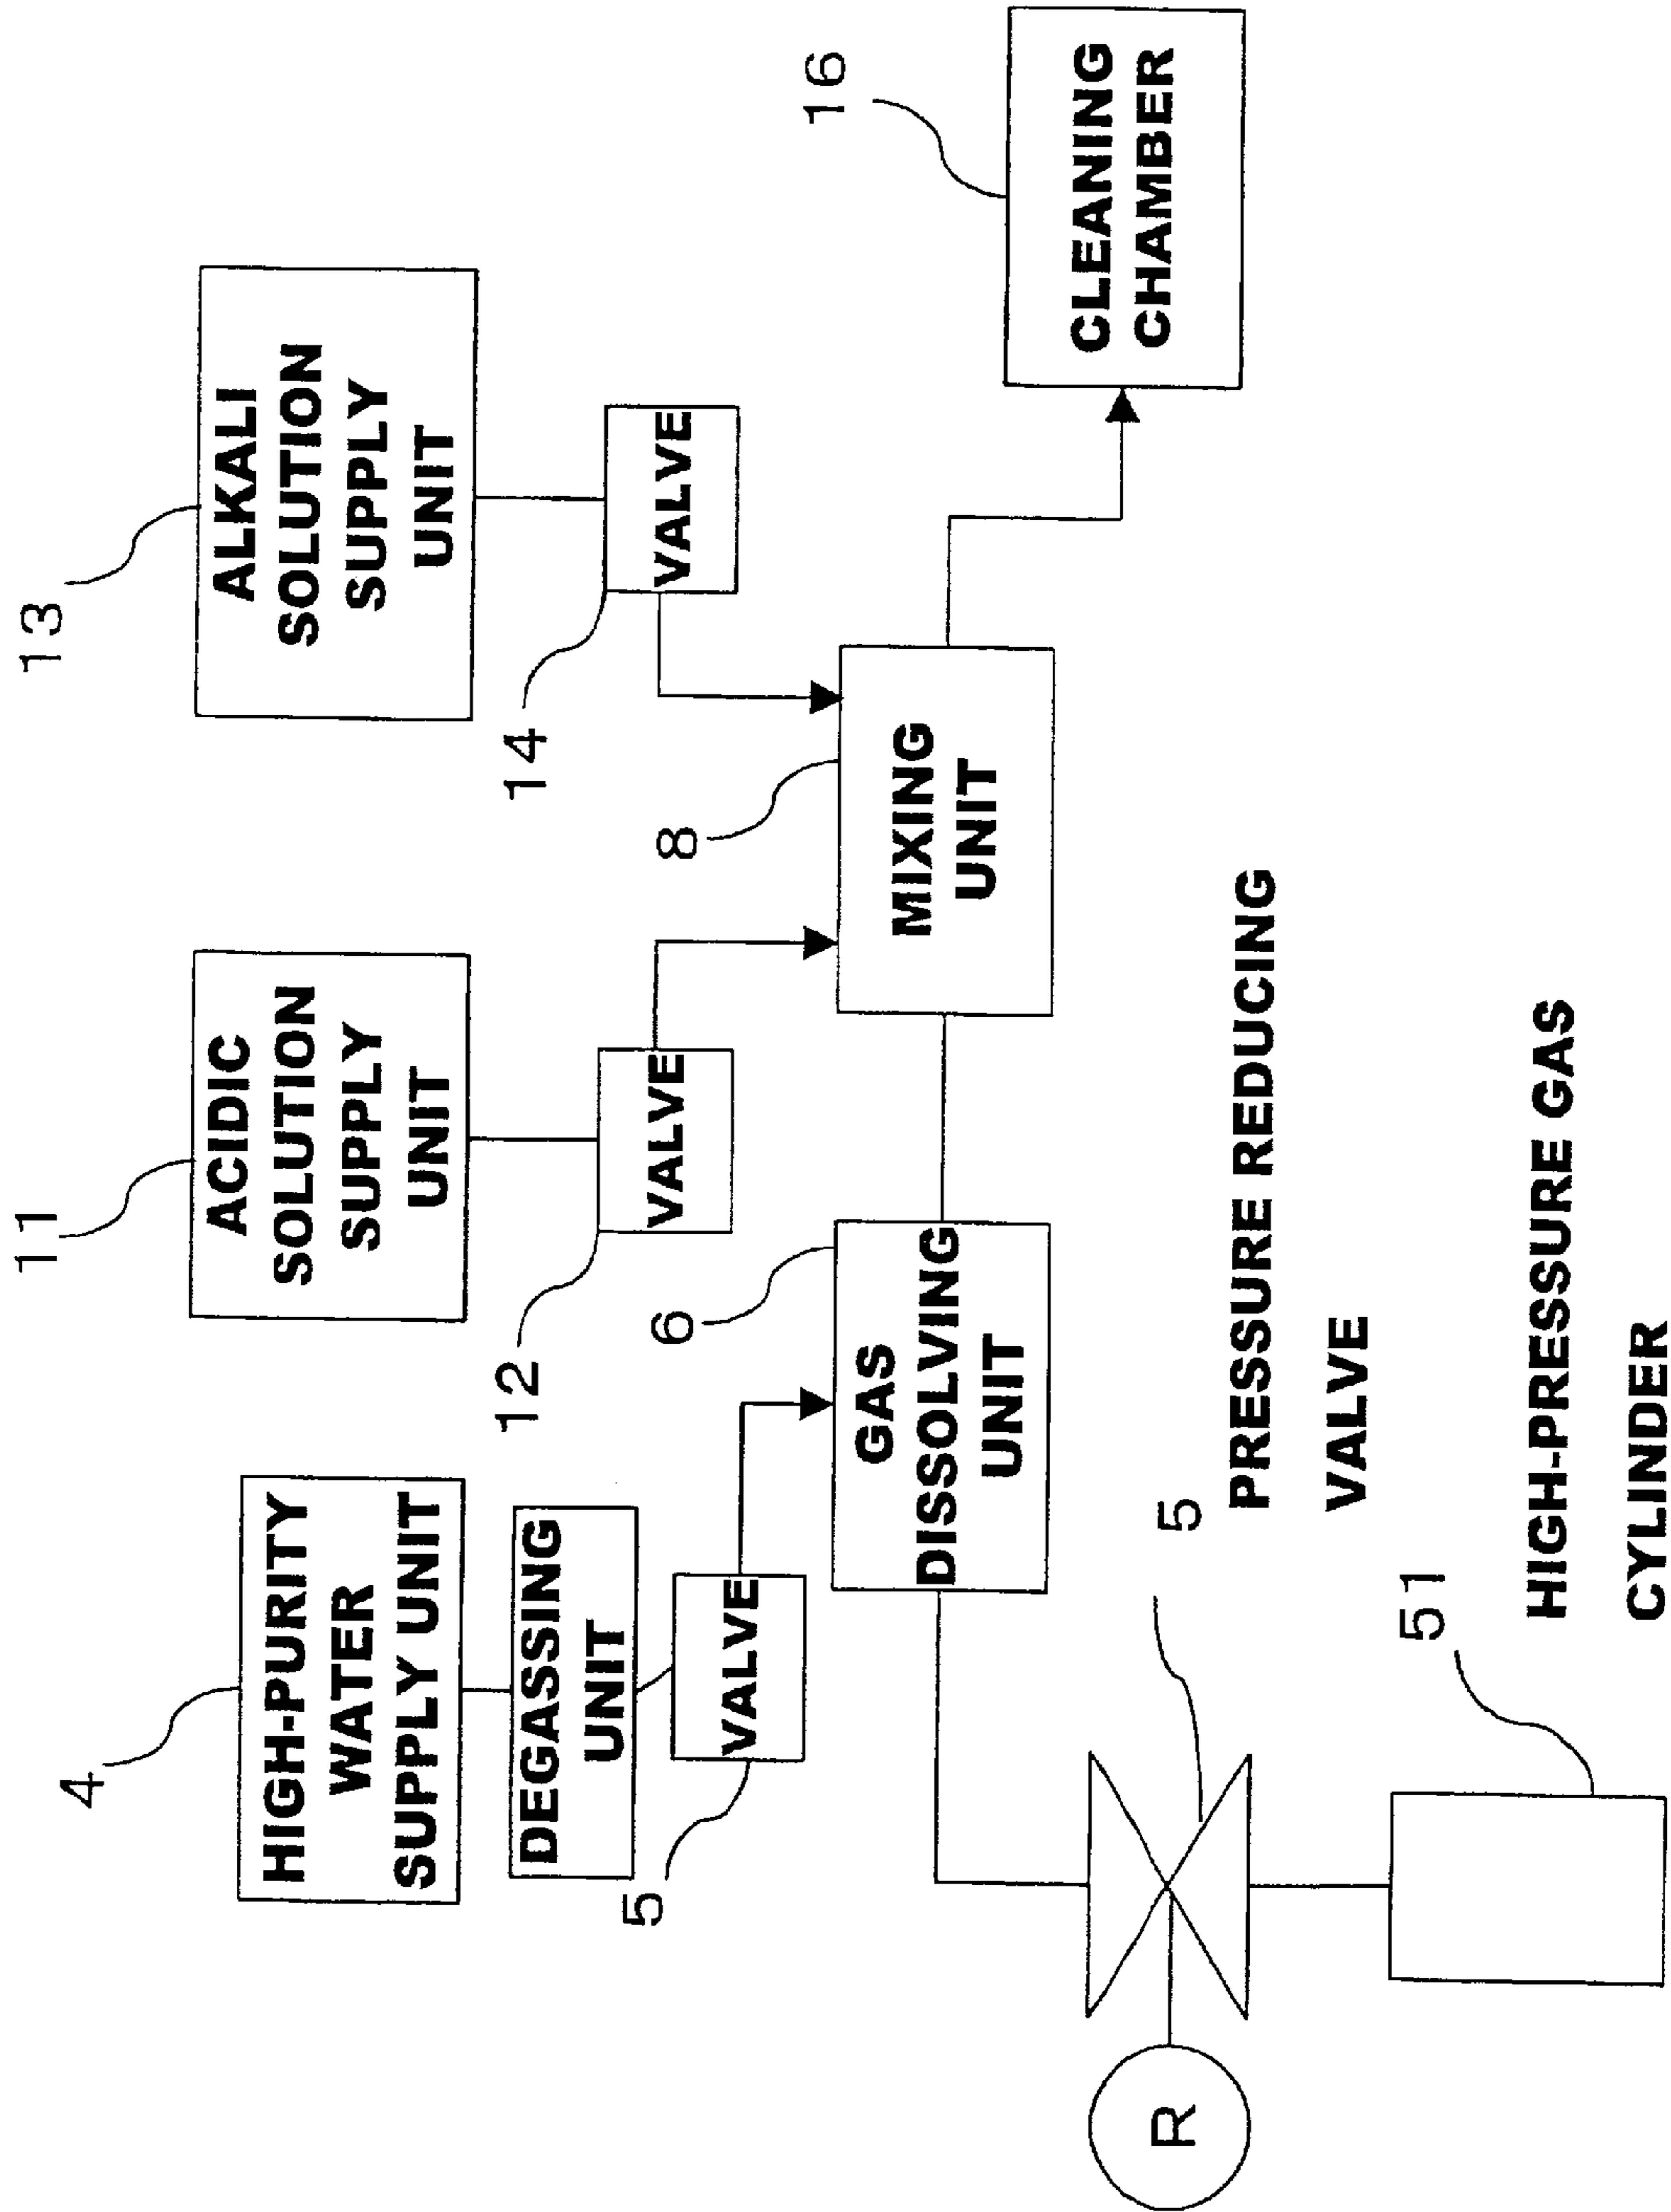 4
HIGH-PURITY
WATER
SUPPLY UNIT
DEGASSING
UNIT
5
VALVE
11
ACIDIC
SOLUTION
SUPPLY
UNIT
12
VALVE
13
ALKALI
SOLUTION
SUPPLY
UNIT
14
VALVE
6
GAS
DISSOLVING
UNIT
8
MIXING
UNIT
16
CLEANING
CHAMBER
R
5
PRESSURE REDUCING
VALVE
51
HIGH-PRESSURE GAS
CYLINDER